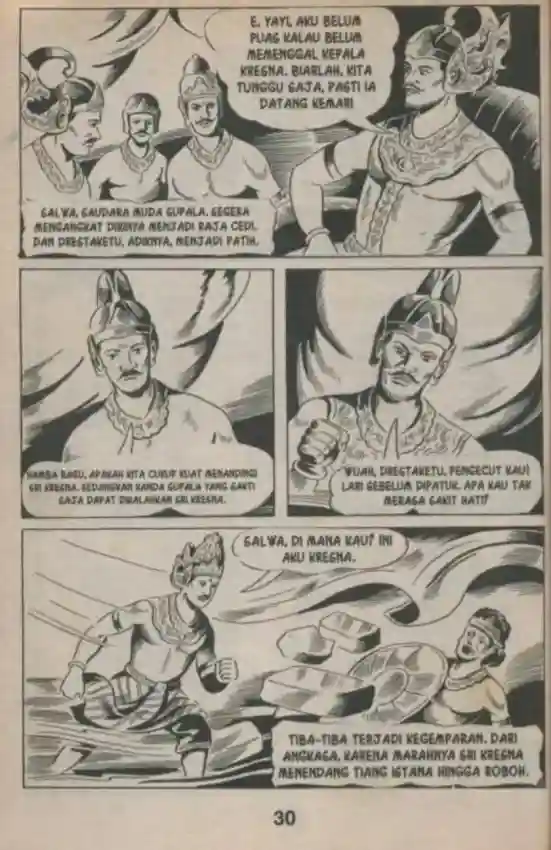 E, YAYI, AKU BELUM
PUAS KALAU BELUM
MEMENGGAL KEPALA
KRESNA. BIARLAH, KITA
TUNGGU SAJA, PASTI IA
DATANG KEMARI
SALWA, SAUDARA MUDA SUPALA, SEGERA
MENGANGKAT DIRINYA MENJADI RAJA CEDI.
DAN DRESTAKETU, ADIKNYA, MENJADI PATIH.
HAMBA RAGU, APAKAH KITA CUKUP KUAT MENANDINGI
SRI KRESNA. SEDANGKAN KANDA SUPALA YANG SAKTI
SAJA DAPAT DIKALAHKAN SRI KRESNA.
WUAH, DRESTAKETU, PENGECUT KAU!
LARI SEBELUM DIPATUK. APA KAU TAK
MERASA SAKIT HATI?
SALWA, DI MANA KAU? INI
AKU KRESNA.
TIBA-TIBA TERJADI KEGEMPARAN. DARI
ANGKASA, KARENA MARAHNYA SRI KRESNA
MENENDANG TIANG ISTANA HINGGA ROBOH.
30